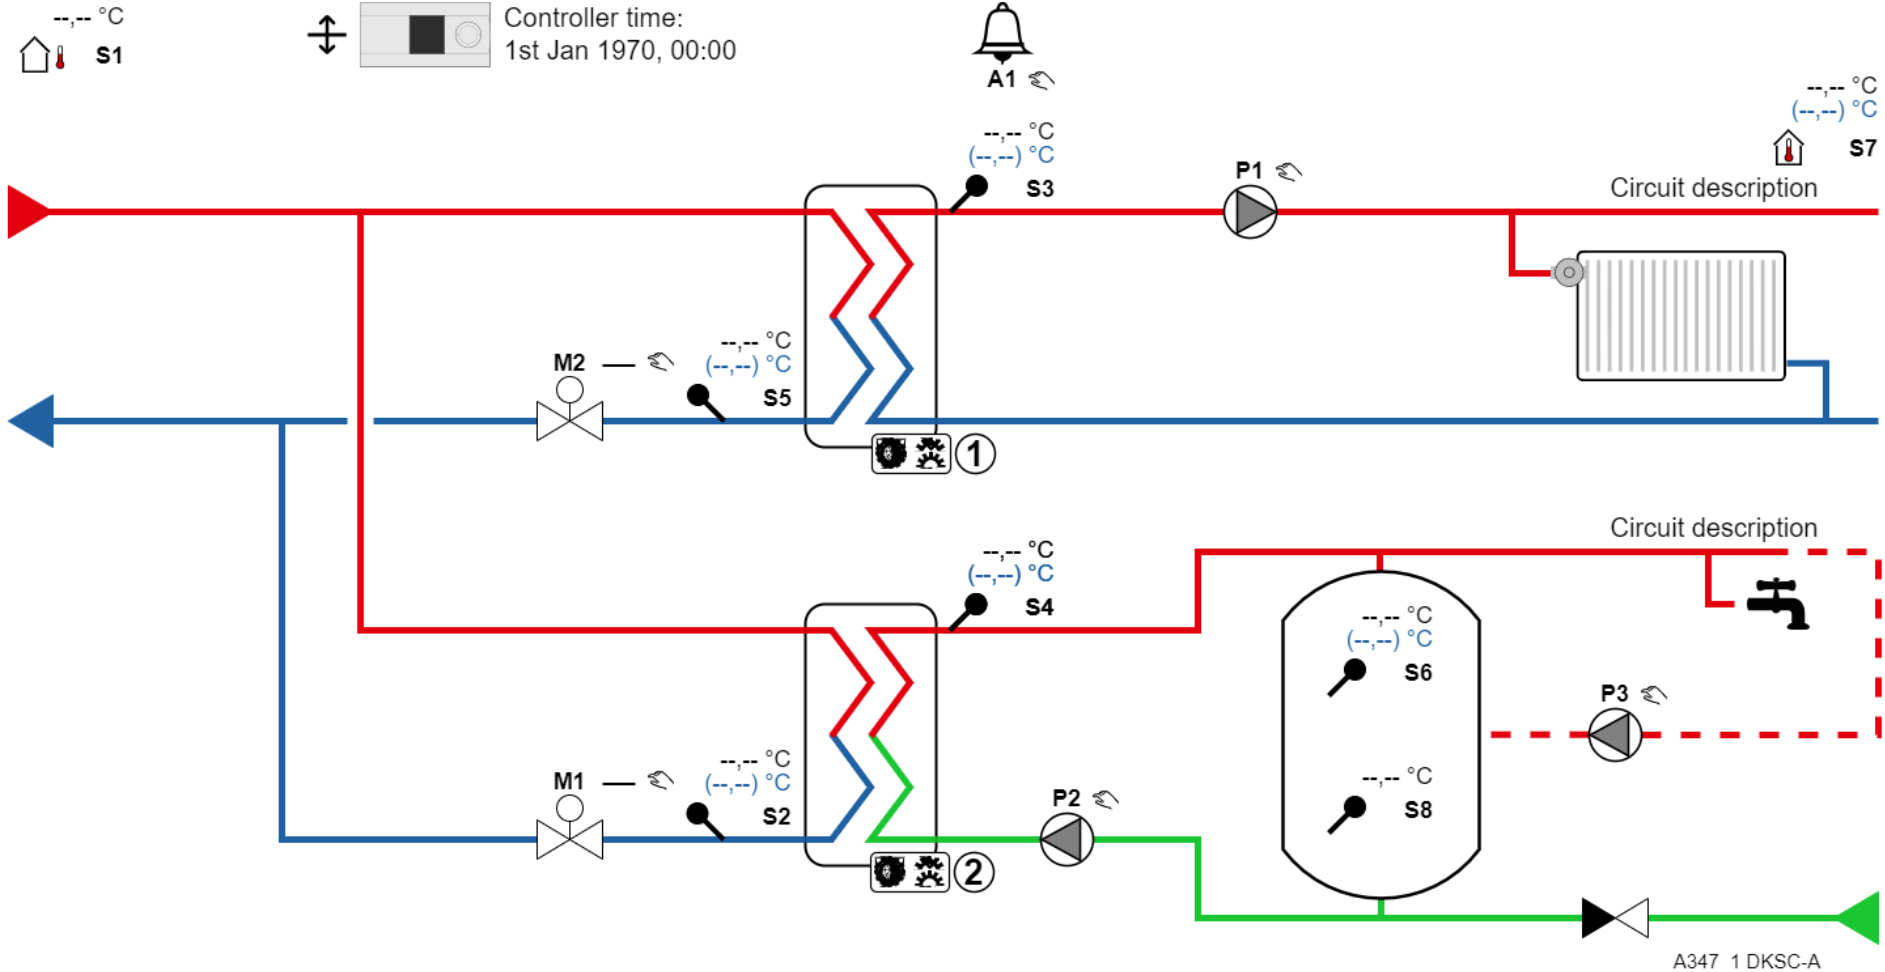 --,-- °C
S1
Controller time:
1st Jan 1970, 00:00
A1
--,-- °C
(--,--) °C
S3
P1
--,-- °C
(--,--) °C
S7
Circuit description
M2
--,-- °C
(--,--) °C
S5
1
Circuit description
--,-- °C
(--,--) °C
S4
--,-- °C
(--,--) °C
S6
P3
M1
--,-- °C
(--,--) °C
S2
P2
--,-- °C
S8
2
A347 1 DKSC-A